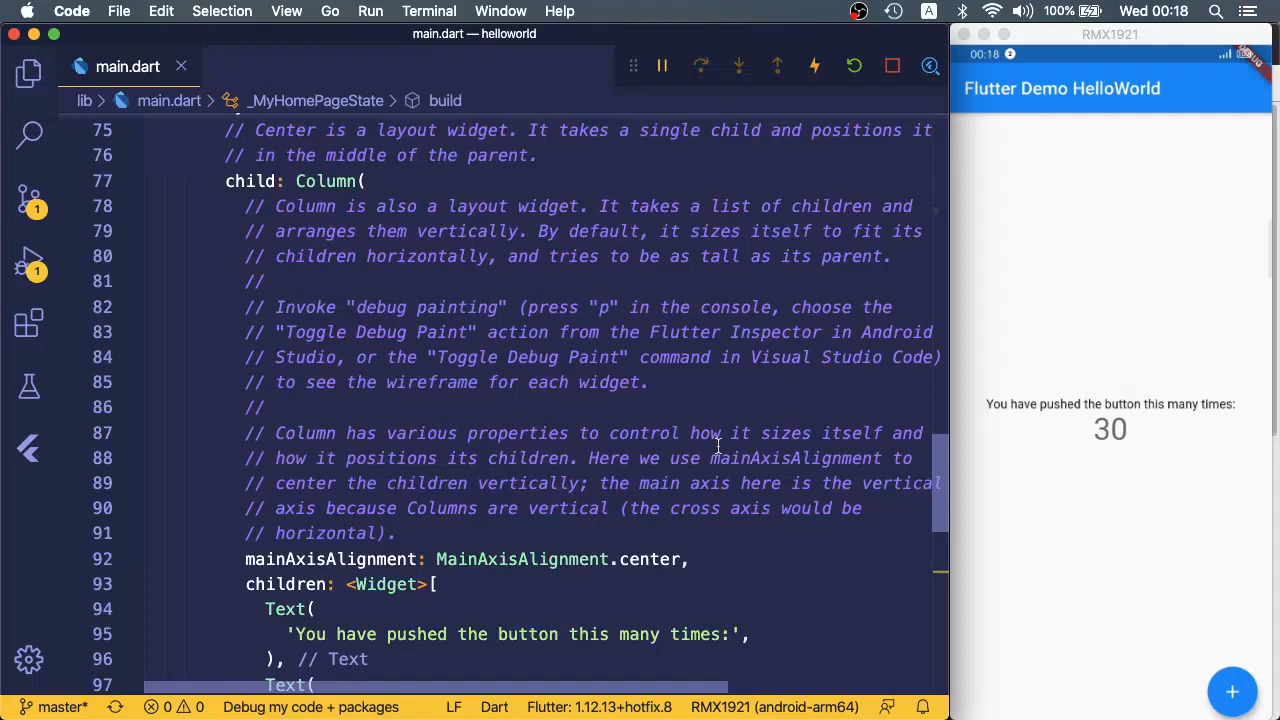 Code File Edit Selection View Go Run Terminal Window Help A 100% Wed 00:18
main.dart — helloworld
RMX1921
main.dart
00:18 2
DEBUG
Flutter Demo HelloWorld
lib > main.dart > _MyHomePageState > build
75 // Center is a layout widget. It takes a single child and positions it
76 // in the middle of the parent.
77 child: Column(
78 // Column is also a layout widget. It takes a list of children and
79 // arranges them vertically. By default, it sizes itself to fit its
80 // children horizontally, and tries to be as tall as its parent.
81 //
82 // Invoke "debug painting" (press "p" in the console, choose the
83 // "Toggle Debug Paint" action from the Flutter Inspector in Android
84 // Studio, or the "Toggle Debug Paint" command in Visual Studio Code)
85 // to see the wireframe for each widget.
86 //
87 // Column has various properties to control how it sizes itself and
88 // how it positions its children. Here we use mainAxisAlignment to
89 // center the children vertically; the main axis here is the vertical
90 // axis because Columns are vertical (the cross axis would be
91 // horizontal).
92 mainAxisAlignment: MainAxisAlignment.center,
93 children: <Widget>[
94 Text(
95 'You have pushed the button this many times:',
96 ), // Text
97 Text(
1
1
You have pushed the button this many times:
30
+
master* 0 0 Debug my code + packages LF Dart Flutter: 1.12.13+hotfix.8 RMX1921 (android-arm64)